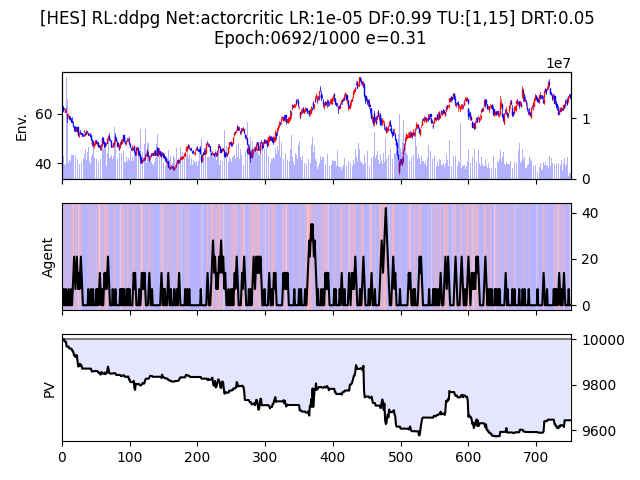 [HES] RL:ddpg Net:actorcritic LR:1e-05 DF:0.99 TU:[1,15] DRT:0.05
Epoch:0692/1000 e=0.31
1e7
Env.
60
40
1
0
Agent
40
20
0
PV
10000
9800
9600
0 100 200 300 400 500 600 700